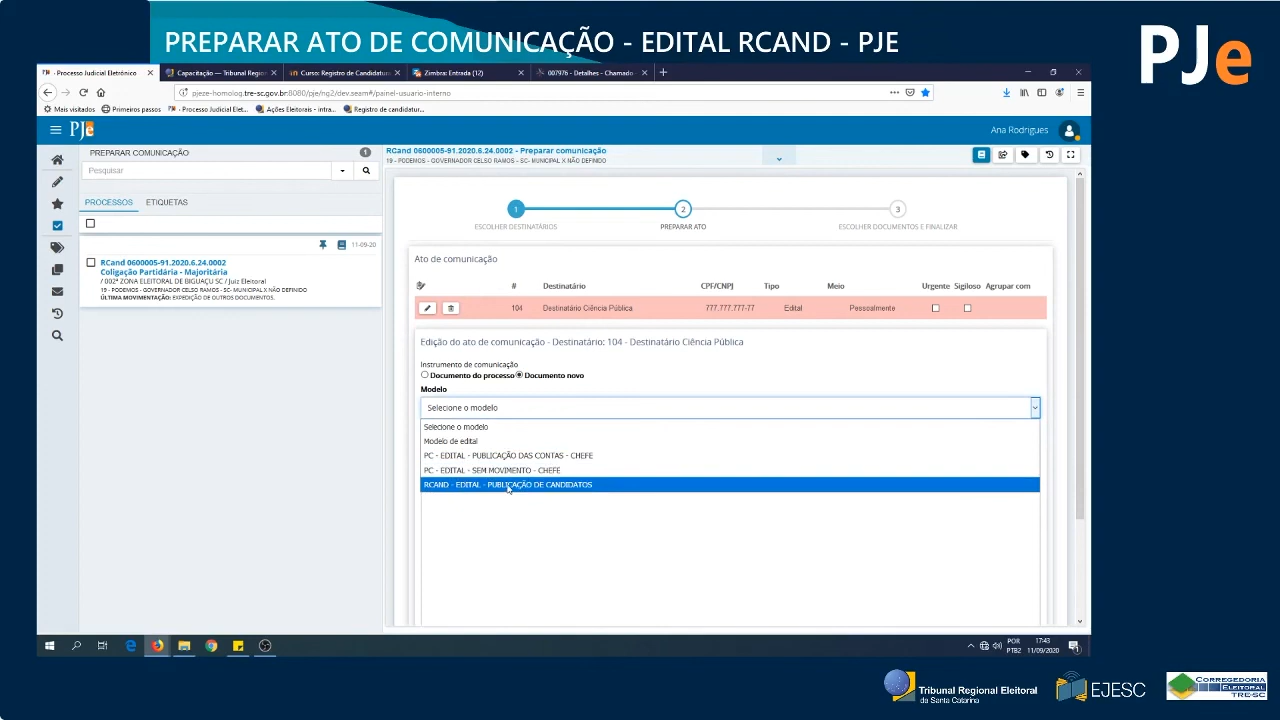 PREPARAR ATO DE COMUNICAÇÃO - EDITAL RCAND - PJE
PJe
- Processo Judicial Eletrônico
Capacitação — Tribunal Region
Curso: Registro de Candidatura
Zimbra: Entrada (12)
007976 - Detalhes - Chamado
pjeze-homolog.tre-sc.gov.br:8080/pje/ng2/dev.seam#/painel-usuario-interno
Mais visitados
Primeiros passos
- Processo Judicial Elet...
Ações Eleitorais - intra...
Registro de candidatur...
PJe
Ana Rodrigues
PREPARAR COMUNICAÇÃO
1
Pesquisar
PROCESSOS
ETIQUETAS
11-09-20
RCand 0600005-91.2020.6.24.0002
Coligação Partidária - Majoritária
/ 002ª ZONA ELEITORAL DE BIGUAÇU SC / Juiz Eleitoral
19 - PODEMOS - GOVERNADOR CELSO RAMOS - SC- MUNICIPAL X NÃO DEFINIDO
ÚLTIMA MOVIMENTAÇÃO: EXPEDIÇÃO DE OUTROS DOCUMENTOS.
RCand 0600005-91.2020.6.24.0002 - Preparar comunicação
19 - PODEMOS - GOVERNADOR CELSO RAMOS - SC- MUNICIPAL X NÃO DEFINIDO
1
2
3
ESCOLHER DESTINATÁRIOS
PREPARAR ATO
ESCOLHER DOCUMENTOS E FINALIZAR
Ato de comunicação
# Destinatário CPF/CNPJ Tipo Meio Urgente Sigiloso Agrupar com
104 Destinatário Ciência Pública 777.777.777-77 Edital Pessoalmente
Edição do ato de comunicação - Destinatário: 104 - Destinatário Ciência Pública
Instrumento de comunicação
Documento do processo Documento novo
Modelo
Selecione o modelo
Selecione o modelo
Modelo de edital
PC - EDITAL - PUBLICAÇÃO DAS CONTAS - CHEFE
PC - EDITAL - SEM MOVIMENTO - CHEFE
RCAND - EDITAL - PUBLICAÇÃO DE CANDIDATOS
POR
PTB2
17:43
11/09/2020
Tribunal Regional Eleitoral
de Santa Catarina
EJESC
CORREGEDORIA
ELEITORAL
TRE-SC